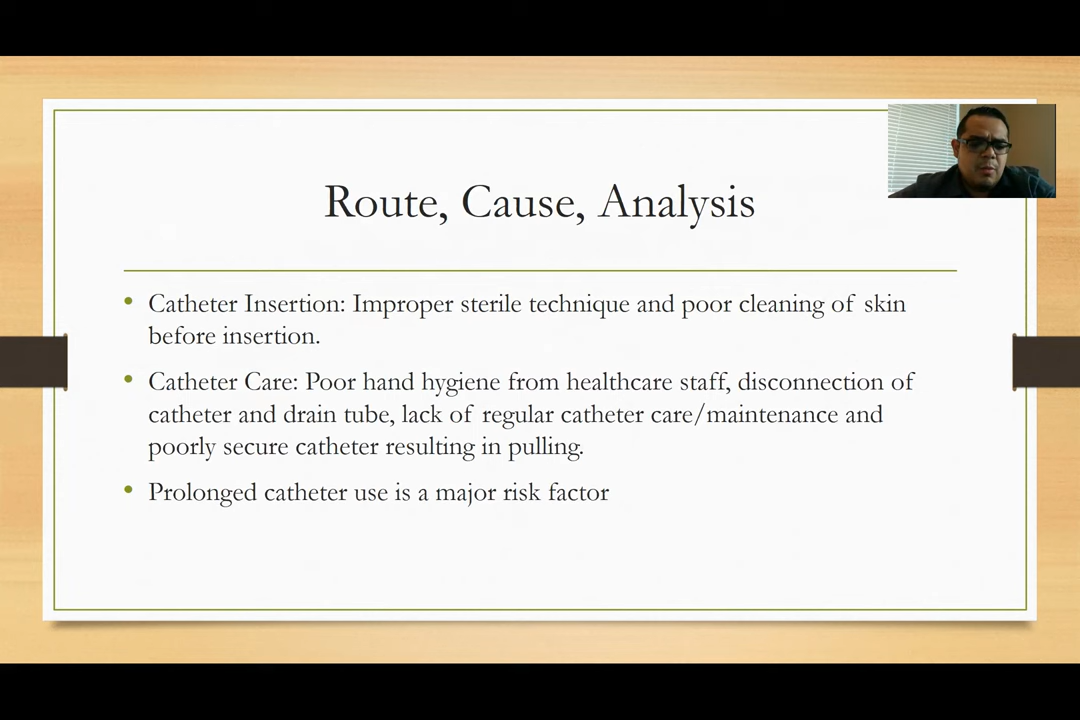 Route, Cause, Analysis
• Catheter Insertion: Improper sterile technique and poor cleaning of skin
before insertion.
• Catheter Care: Poor hand hygiene from healthcare staff, disconnection of
catheter and drain tube, lack of regular catheter care/maintenance and
poorly secure catheter resulting in pulling.
• Prolonged catheter use is a major risk factor